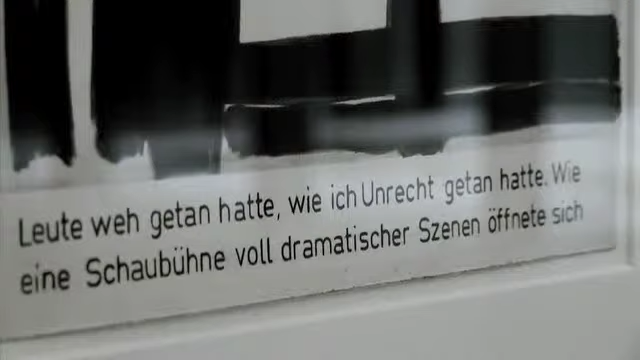 Leute weh getan hatte, wie ich Unrecht getan hatte. Wie
eine Schaubühne voll dramatischer Szenen öffnete sich